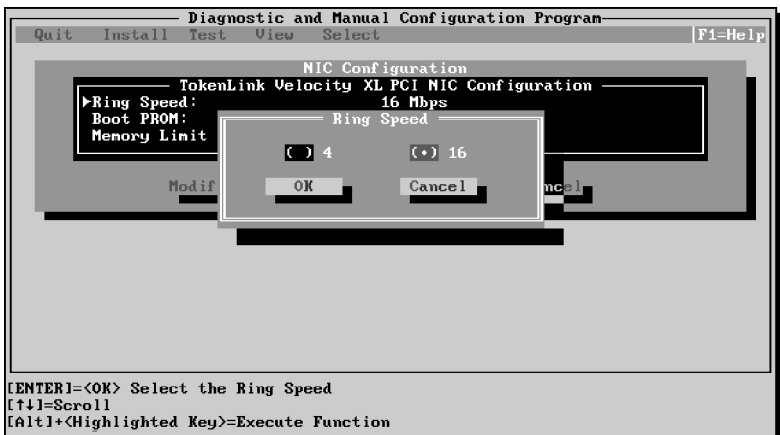 Diagnostic and Manual Configuration Program
Quit Install Test View Select F1=Help
NIC Configuration
TokenLink Velocity XL PCI NIC Configuration
▶Ring Speed: 16 Mbps
Boot PROM:
Memory Limit
Ring Speed
( ) 4 (•) 16
Modif OK Cancel ncel
[ENTER]=<OK> Select the Ring Speed
[↑↓]=Scroll
[Alt]+<Highlighted Key>=Execute Function